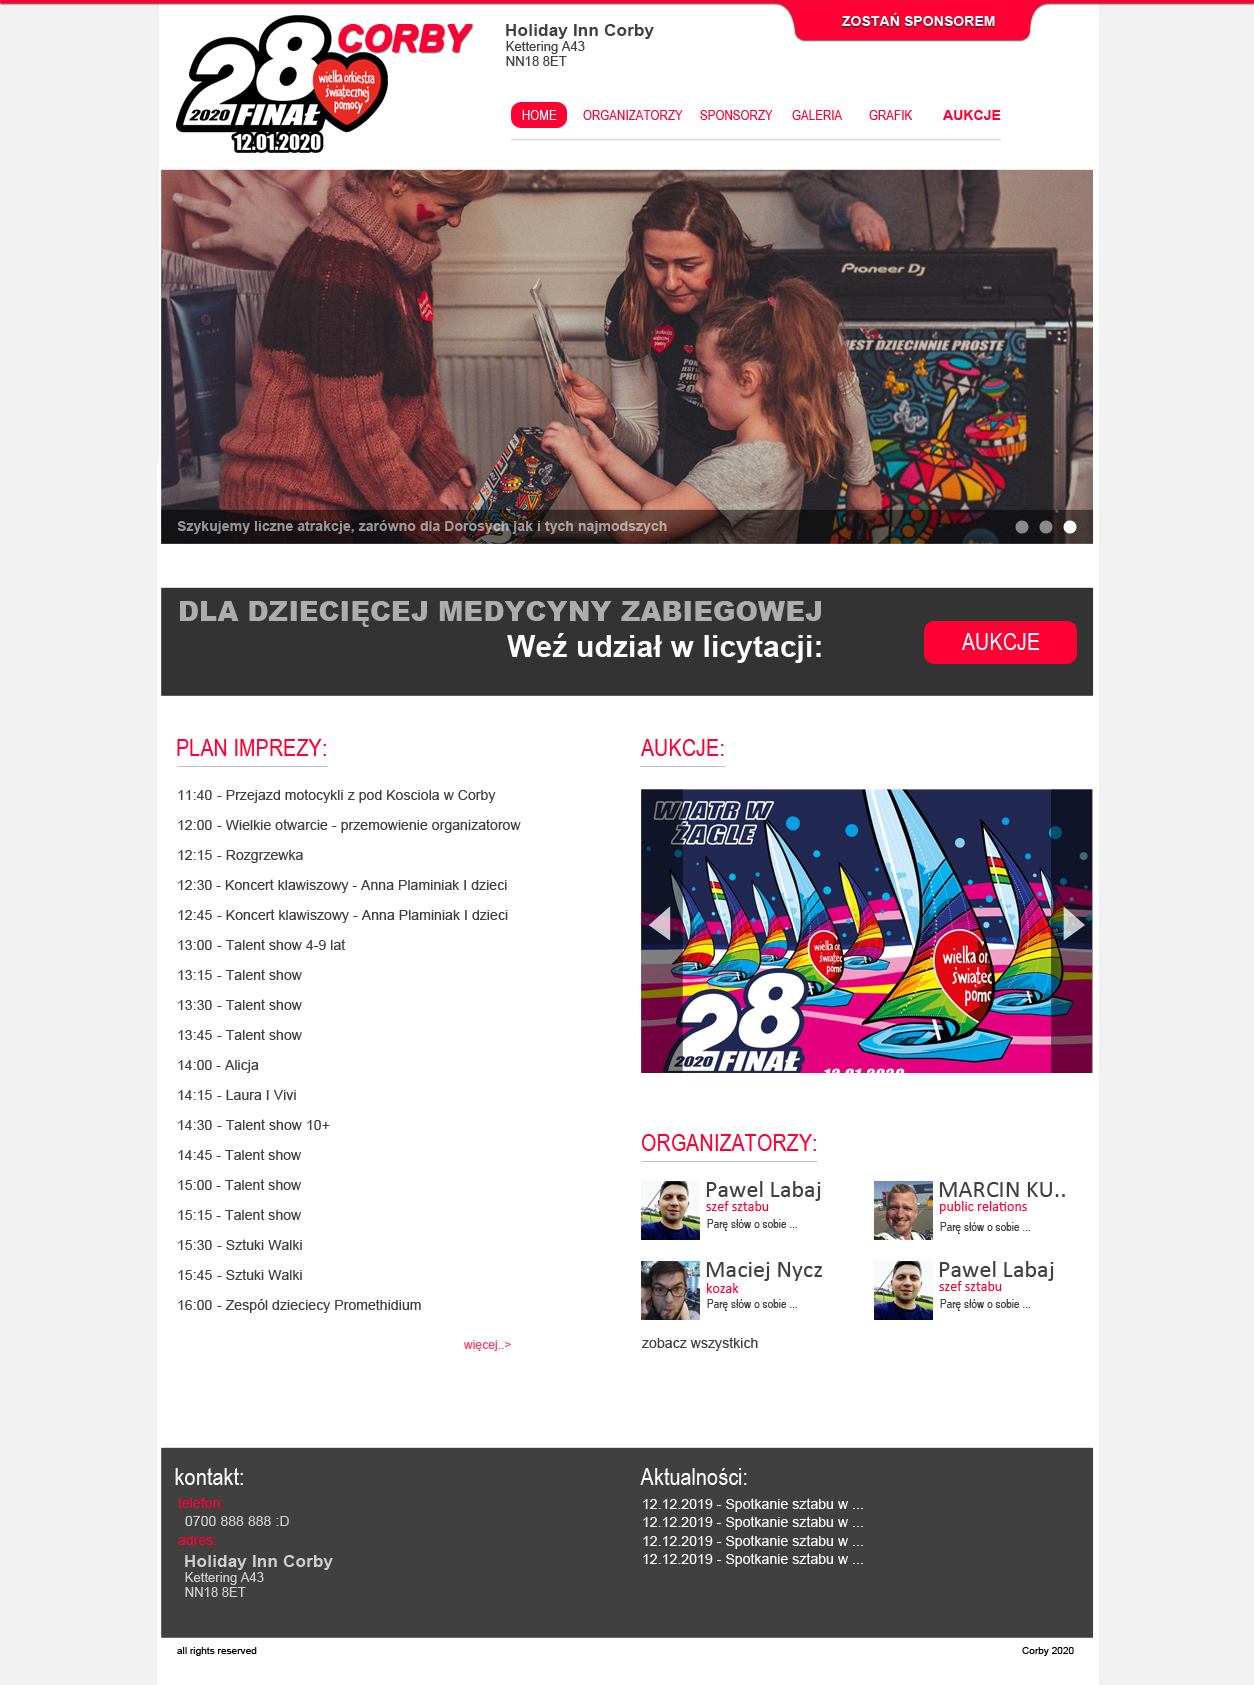 28
CORBY
wielka orkiestra
świątecznej
pomocy
2020 FINAŁ
12.01.2020
Holiday Inn Corby
Kettering A43
NN18 8ET
ZOSTAŃ SPONSOREM
HOME ORGANIZATORZY SPONSORZY GALERIA GRAFIK AUKCJE
Pioneer Dj
JEST DZIECINNIE PROSTE
Szykujemy liczne atrakcje, zarówno dla Dorosych jak i tych najmodszych
DLA DZIECIĘCEJ MEDYCYNY ZABIEGOWEJ
Weź udział w licytacji:
AUKCJE
PLAN IMPREZY:
11:40 - Przejazd motocykli z pod Kosciola w Corby
12:00 - Wielkie otwarcie - przemowienie organizatorow
12:15 - Rozgrzewka
12:30 - Koncert klawiszowy - Anna Plaminiak I dzieci
12:45 - Koncert klawiszowy - Anna Plaminiak I dzieci
13:00 - Talent show 4-9 lat
13:15 - Talent show
13:30 - Talent show
13:45 - Talent show
14:00 - Alicja
14:15 - Laura I Vivi
14:30 - Talent show 10+
14:45 - Talent show
15:00 - Talent show
15:15 - Talent show
15:30 - Sztuki Walki
15:45 - Sztuki Walki
16:00 - Zespól dzieciecy Promethidium
więcej..>
AUKCJE:
WIATR W
ŻAGLE
wielka or
świątec
pomo
28
2020 FINAŁ
12.01.2020
ORGANIZATORZY:
Pawel Labaj
szef sztabu
Parę słów o sobie ...
MARCIN KU..
public relations
Parę słów o sobie ...
Maciej Nycz
kozak
Parę słów o sobie ...
Pawel Labaj
szef sztabu
Parę słów o sobie ...
zobacz wszystkich
kontakt:
telefon:
0700 888 888 :D
adres:
Holiday Inn Corby
Kettering A43
NN18 8ET
Aktualności:
12.12.2019 - Spotkanie sztabu w ...
12.12.2019 - Spotkanie sztabu w ...
12.12.2019 - Spotkanie sztabu w ...
12.12.2019 - Spotkanie sztabu w ...
all rights reserved
Corby 2020